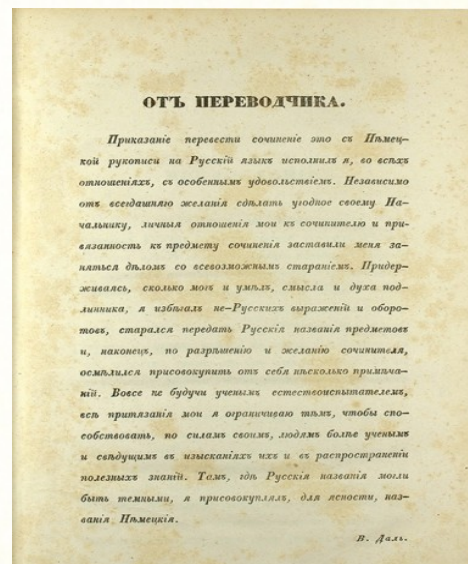 ОТЪ ПЕРЕВОДЧИКА.
Приказаніе перевести сочиненіе это съ Нѣмец-
кой рукописи на Русскій языкъ исполнилъ я, во всѣхъ
отношеніяхъ, съ особеннымъ удовольствіемъ. Независимо
отъ всегдашняго желанія сдѣлать угодное своему На-
чальнику, личныя отношенія мои къ сочинителю и при-
вязанность къ предмету сочиненія заставили меня за-
няться дѣломъ со всевозможнымъ стараніемъ. Придер-
живаясь, сколько могъ и умѣлъ, смысла и духа под-
линника, я избѣгалъ не-Русскихъ выраженій и оборо-
товъ, старался передать Русскія названія предметовъ
и, наконецъ, по разрѣшенію и желанію сочинителя,
осмѣлился присовокупить отъ себя нѣсколько примѣча-
ній. Вовсе не будучи ученымъ естествоиспытателемъ,
всѣ притязанія мои я ограничиваю тѣмъ, чтобы спо-
собствовать, по силамъ своимъ, людямъ болѣе ученымъ
и свѣдущимъ въ изысканіяхъ ихъ и въ распространеніи
полезныхъ знаній. Тамъ, гдѣ Русскія названія могли
быть темными, я присовокуплялъ, для ясности, наз-
ванія Нѣмецкія.
В. Даль.